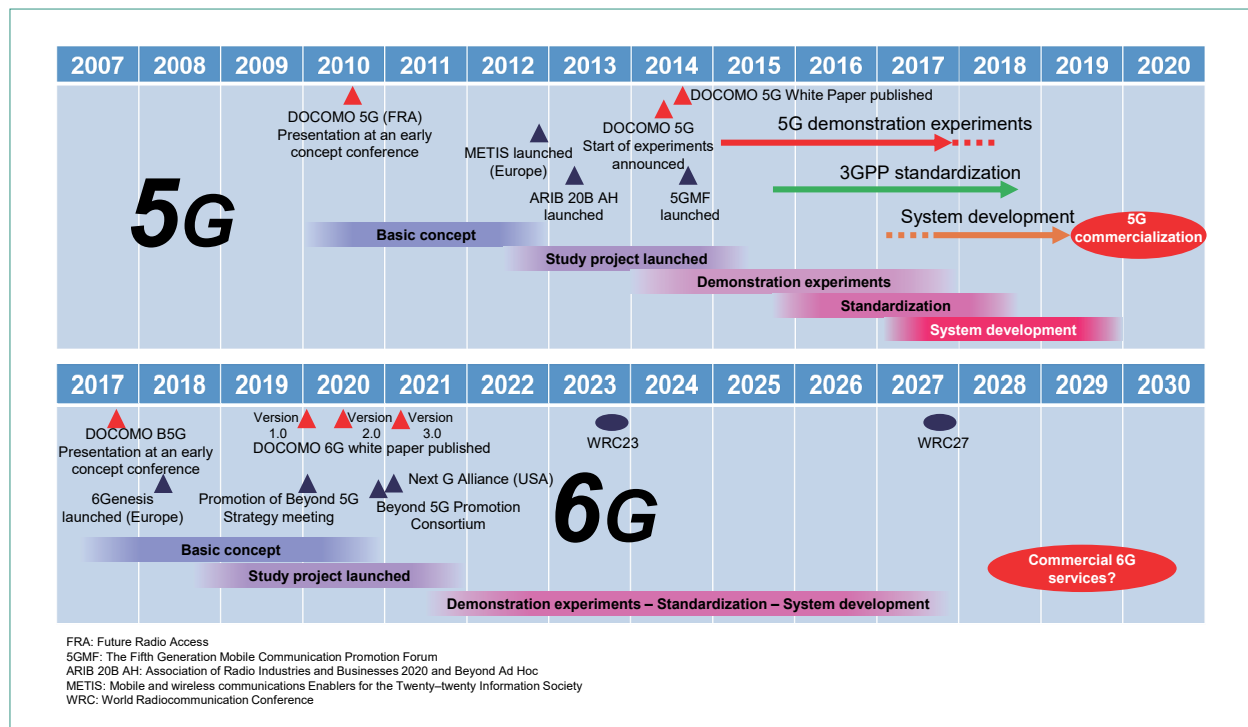 2007 2008 2009 2010 2011 2012 2013 2014 2015 2016 2017 2018 2019 2020
DOCOMO 5G (FRA)
Presentation at an early
concept conference
METIS launched
(Europe)
ARIB 20B AH
launched
DOCOMO 5G White Paper published
DOCOMO 5G
Start of experiments
announced
5GMF
launched
5G demonstration experiments
3GPP standardization
System development
5G
commercialization
5G
Basic concept
Study project launched
Demonstration experiments
Standardization
System development
2017 2018 2019 2020 2021 2022 2023 2024 2025 2026 2027 2028 2029 2030
DOCOMO B5G
Presentation at an early
concept conference
Version
1.0
Version
2.0
Version
3.0
DOCOMO 6G white paper published
WRC23
WRC27
6Genesis
launched (Europe)
Promotion of Beyond 5G
Strategy meeting
Next G Alliance (USA)
Beyond 5G Promotion
Consortium
6G
Basic concept
Study project launched
Demonstration experiments – Standardization – System development
Commercial 6G
services?
FRA: Future Radio Access
5GMF: The Fifth Generation Mobile Communication Promotion Forum
ARIB 20B AH: Association of Radio Industries and Businesses 2020 and Beyond Ad Hoc
METIS: Mobile and wireless communications Enablers for the Twenty–twenty Information Society
WRC: World Radiocommunication Conference